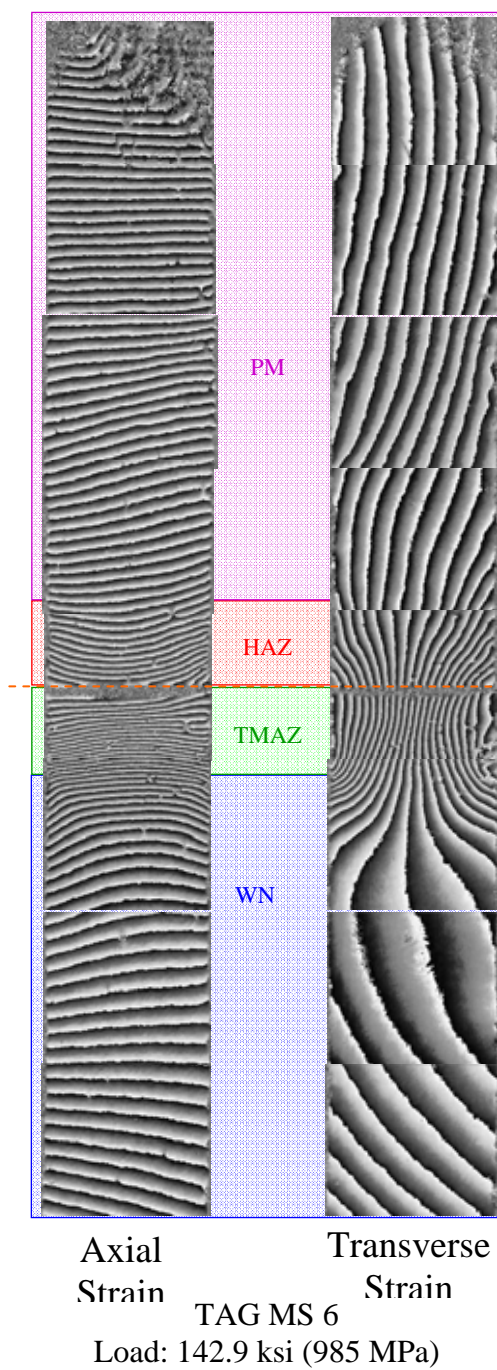 PM
HAZ
TMAZ
WN
Axial
Strain
Transverse
Strain
TAG MS 6
Load: 142.9 ksi (985 MPa)